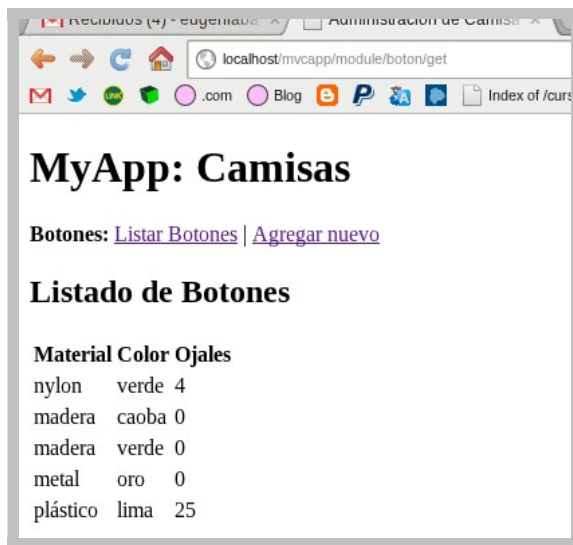 Recibidos (4) - eugeniaba
Administración de Camisa
localhost/mvcapp/module/boton/get
LINK .com Blog Index of /curs
MyApp: Camisas
Botones: Listar Botones | Agregar nuevo
Listado de Botones
Material Color Ojales
nylon verde 4
madera caoba 0
madera verde 0
metal oro 0
plástico lima 25